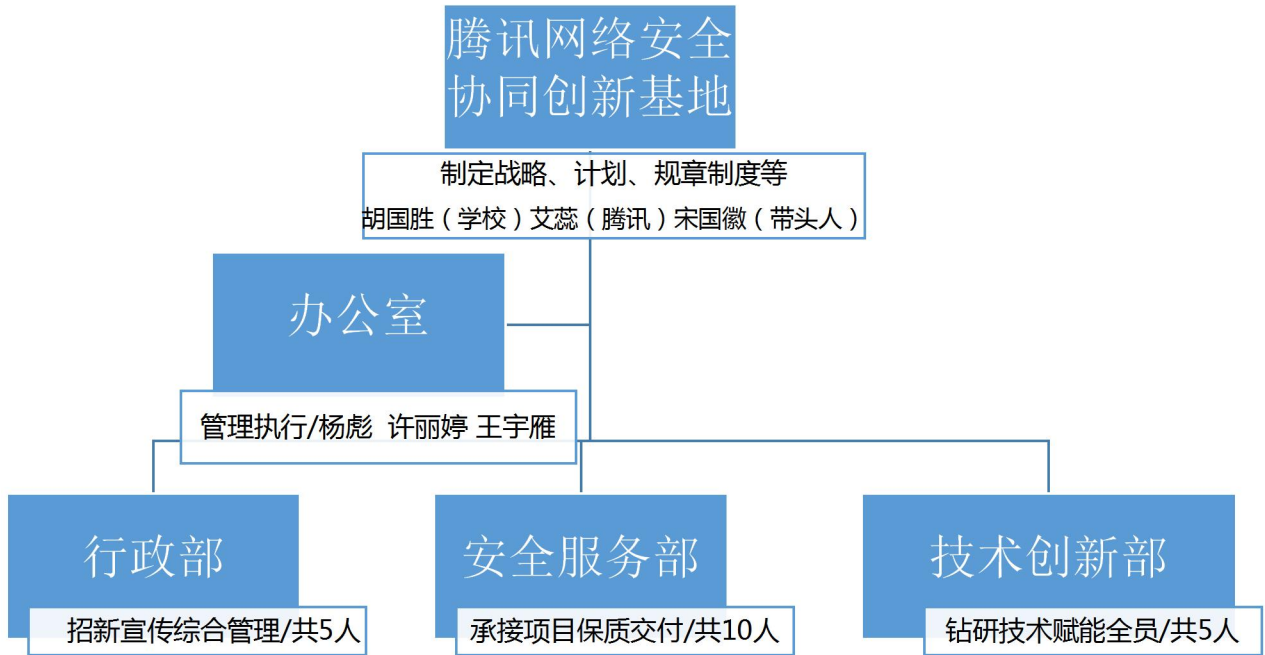 腾讯网络安全
协同创新基地
制定战略、计划、规章制度等
胡国胜（学校）艾蕊（腾讯）宋国徽（带头人）
办公室
管理执行/杨彪 许丽婷 王宇雁
行政部
招新宣传综合管理/共5人
安全服务部
承接项目保质交付/共10人
技术创新部
钻研技术赋能全员/共5人